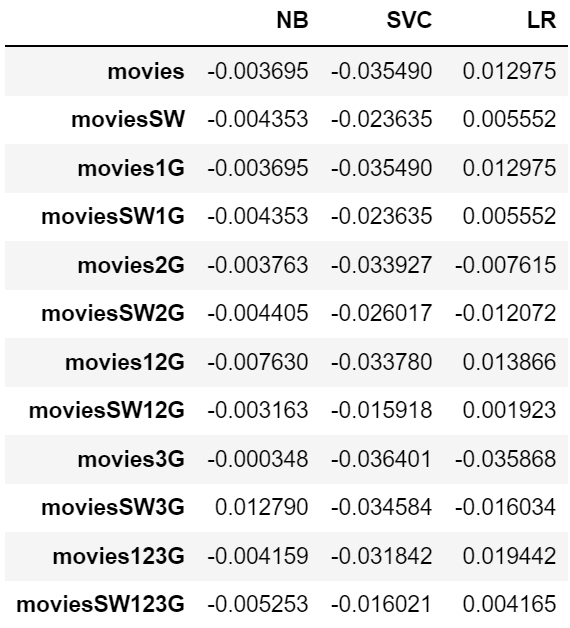 NB SVC LR
movies -0.003695 -0.035490 0.012975
moviesSW -0.004353 -0.023635 0.005552
movies1G -0.003695 -0.035490 0.012975
moviesSW1G -0.004353 -0.023635 0.005552
movies2G -0.003763 -0.033927 -0.007615
moviesSW2G -0.004405 -0.026017 -0.012072
movies12G -0.007630 -0.033780 0.013866
moviesSW12G -0.003163 -0.015918 0.001923
movies3G -0.000348 -0.036401 -0.035868
moviesSW3G 0.012790 -0.034584 -0.016034
movies123G -0.004159 -0.031842 0.019442
moviesSW123G -0.005253 -0.016021 0.004165